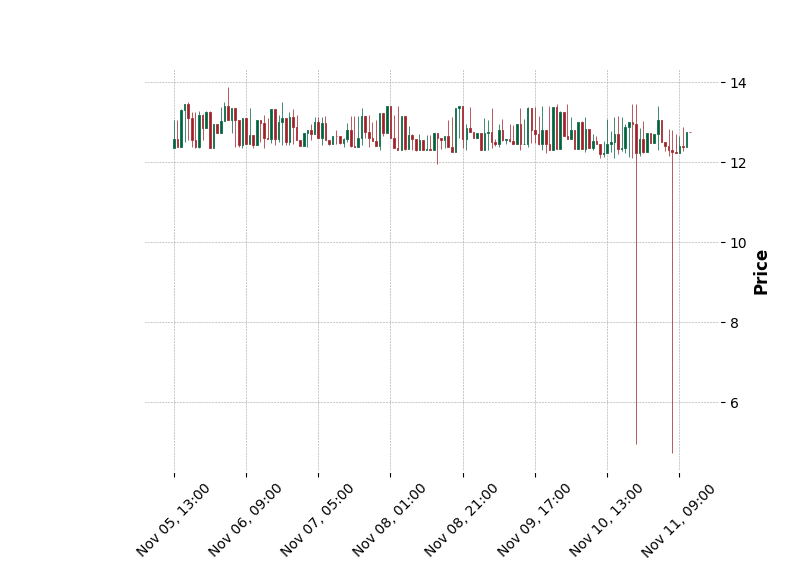 14
12
10
8
6
Price
Nov 05, 13:00
Nov 06, 09:00
Nov 07, 05:00
Nov 08, 01:00
Nov 08, 21:00
Nov 09, 17:00
Nov 10, 13:00
Nov 11, 09:00